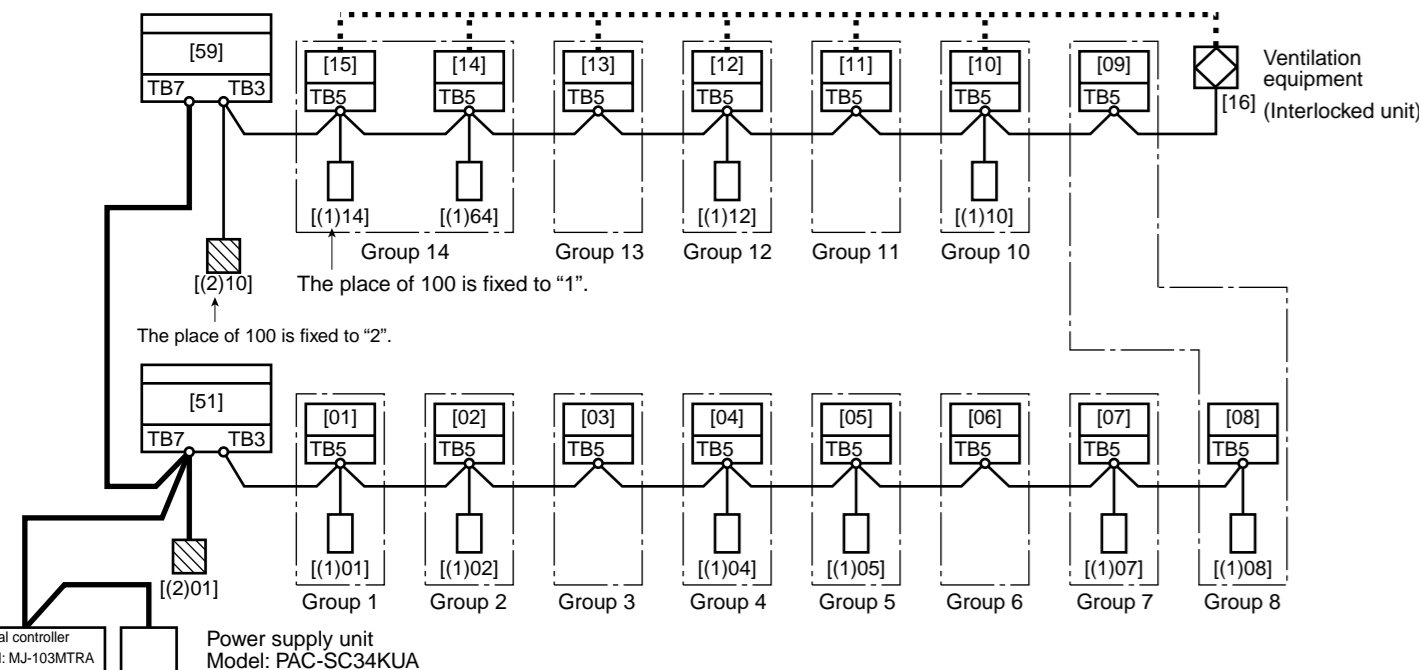 [59]
TB7 TB3
[15] [14] [13] [12] [11] [10] [09]
TB5 TB5 TB5 TB5 TB5 TB5 TB5
Ventilation
equipment
[16] (Interlocked unit)
[(1)14] [(1)64] [(1)12] [(1)10]
Group 14 Group 13 Group 12 Group 11 Group 10
[(2)10]
The place of 100 is fixed to “1”.
The place of 100 is fixed to “2”.
[51]
TB7 TB3
[01] [02] [03] [04] [05] [06] [07] [08]
TB5 TB5 TB5 TB5 TB5 TB5 TB5 TB5
[(2)01]
[(1)01] [(1)02] [(1)04] [(1)05] [(1)07] [(1)08]
Group 1 Group 2 Group 3 Group 4 Group 5 Group 6 Group 7 Group 8
controller
MJ-103MTRA
Power supply unit
Model: PAC-SC34KUA